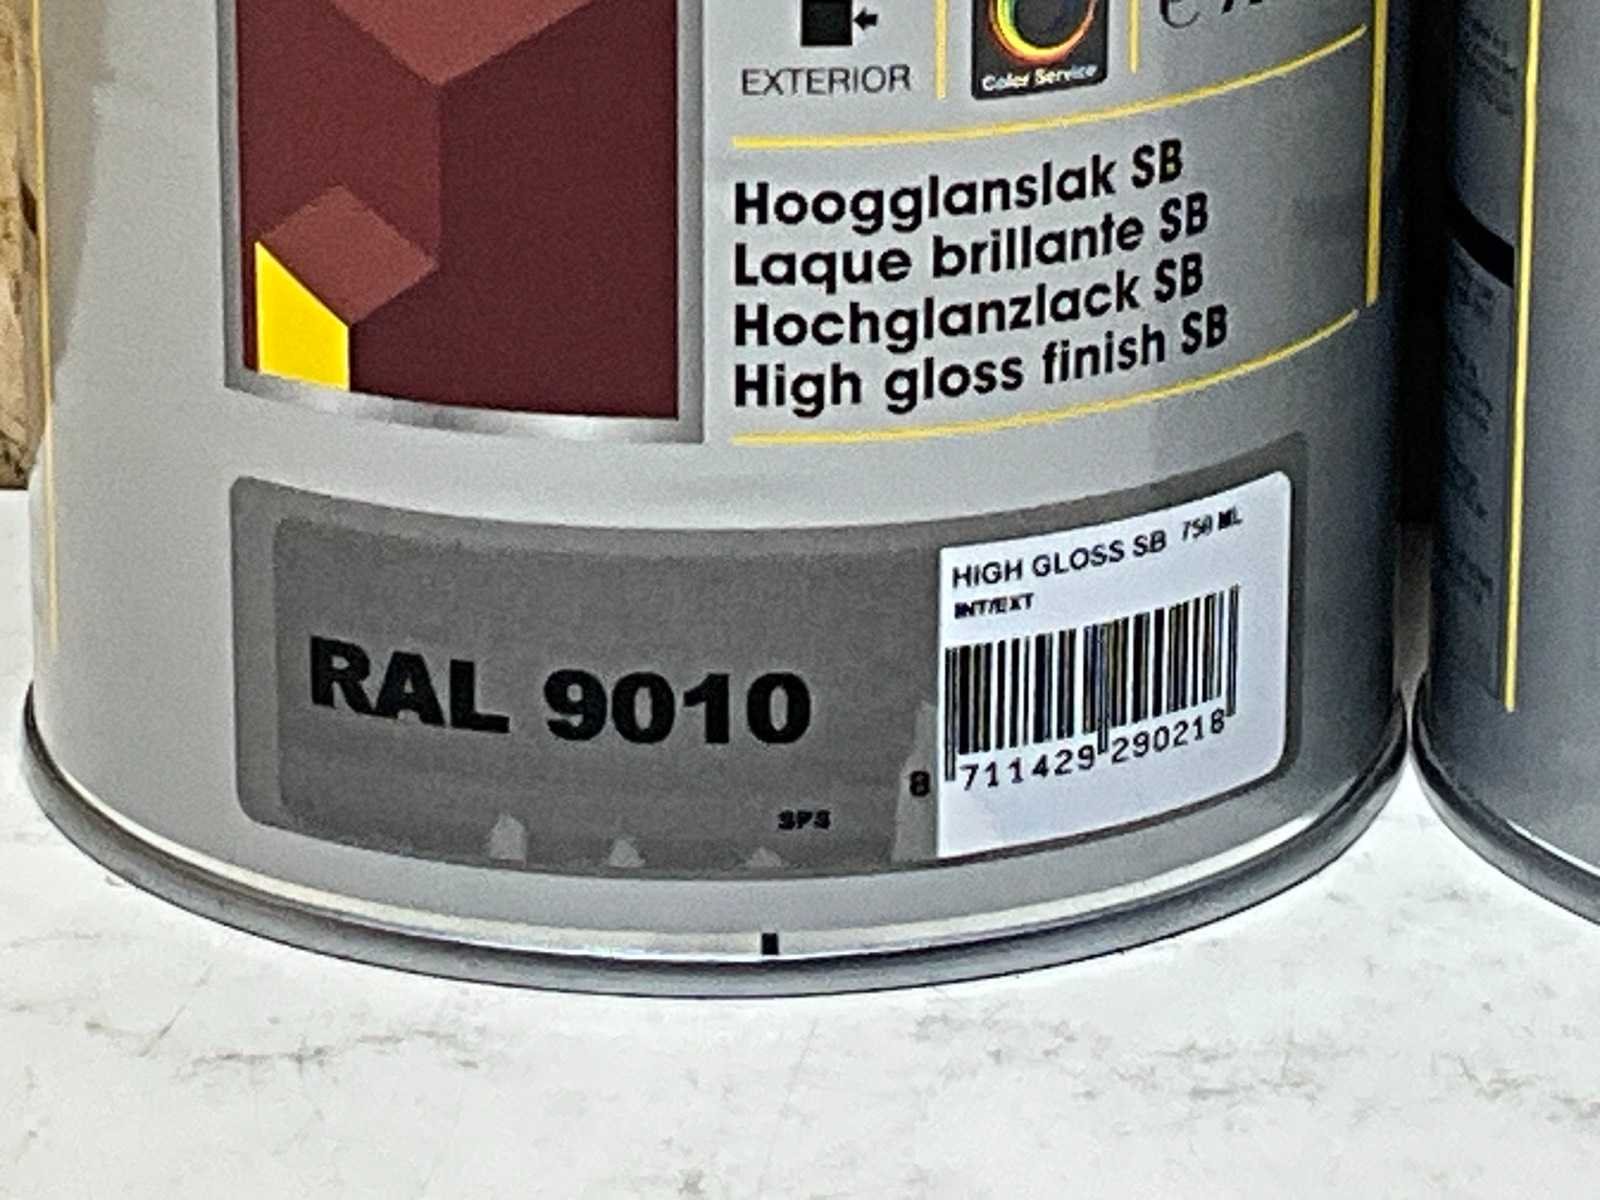 EXTERIOR
Color Service
Hoogglanslak SB
Laque brillante SB
Hochglanzlack SB
High gloss finish SB
HIGH GLOSS SB 750 ML
INT/EXT
RAL 9010
8 711429 290218
SPS